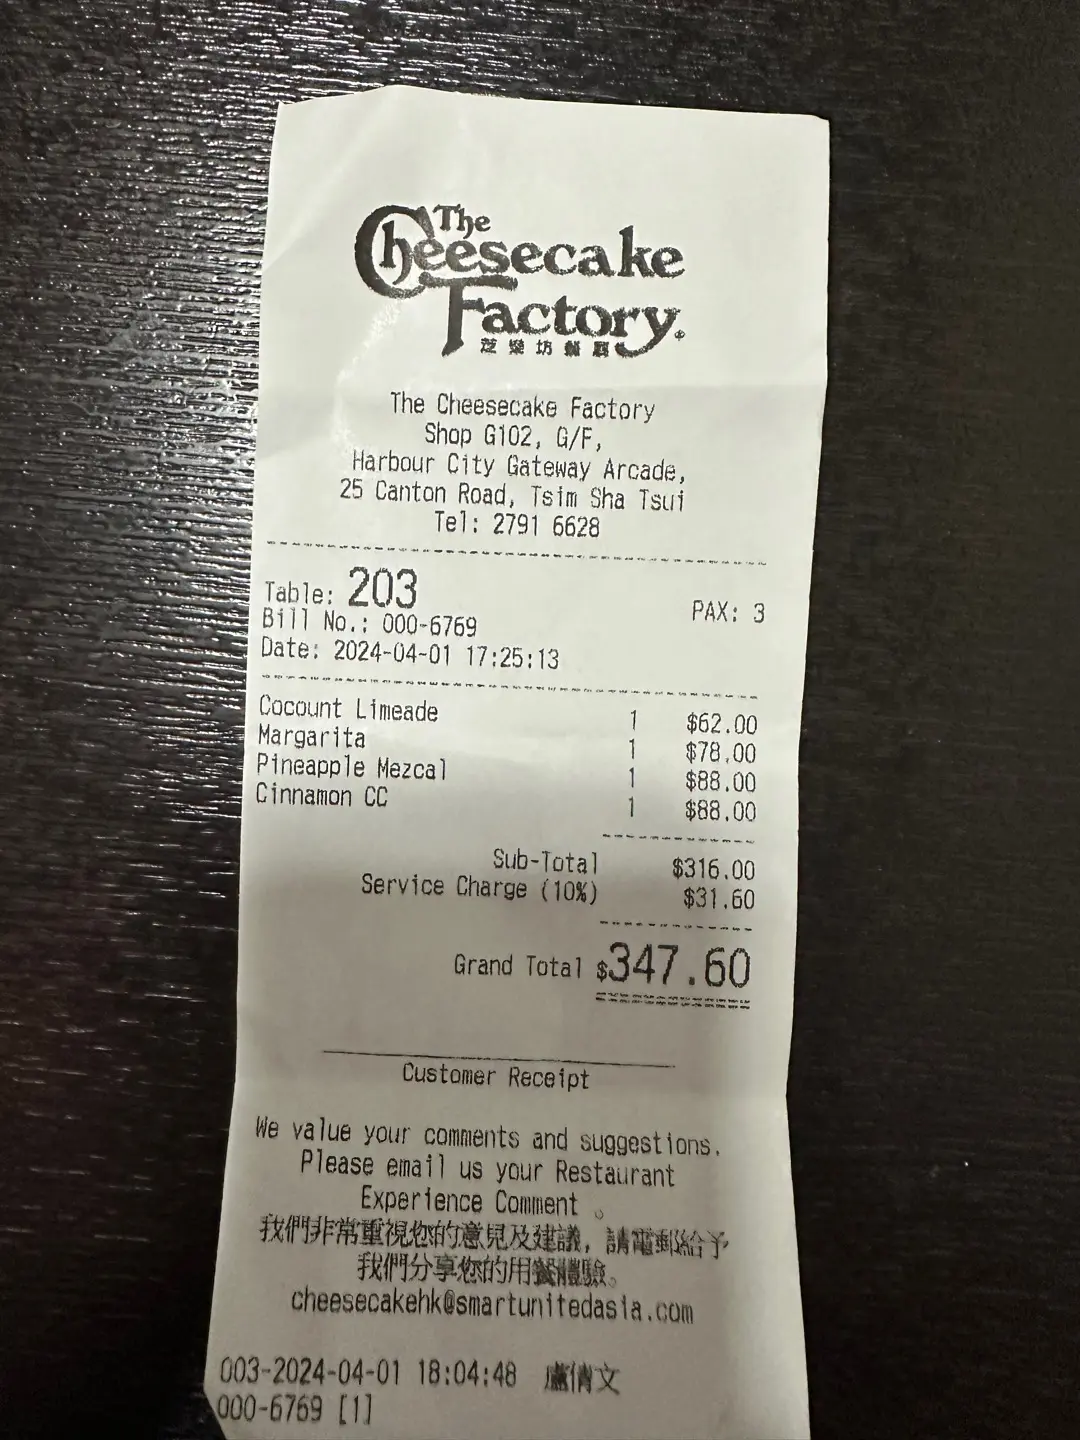 The
Cheesecake
Factory
芝樂坊餐廳
The Cheesecake Factory
Shop G102, G/F,
Harbour City Gateway Arcade,
25 Canton Road, Tsim Sha Tsui
Tel: 2791 6628
Table: 203 PAX: 3
Bill No.: 000-6769
Date: 2024-04-01 17:25:13
Cocount Limeade 1 $62.00
Margarita 1 $78.00
Pineapple Mezcal 1 $88.00
Cinnamon CC 1 $88.00
Sub-Total $316.00
Service Charge (10%) $31.60
Grand Total $347.60
Customer Receipt
We value your comments and suggestions.
Please email us your Restaurant
Experience Comment 。
我們非常重視您的意見及建議, 請電郵給予
我們分享您的用餐體驗。
cheesecakehk@smartunitedasia.com
003-2024-04-01 18:04:48 盧倩文
000-6769 [1]